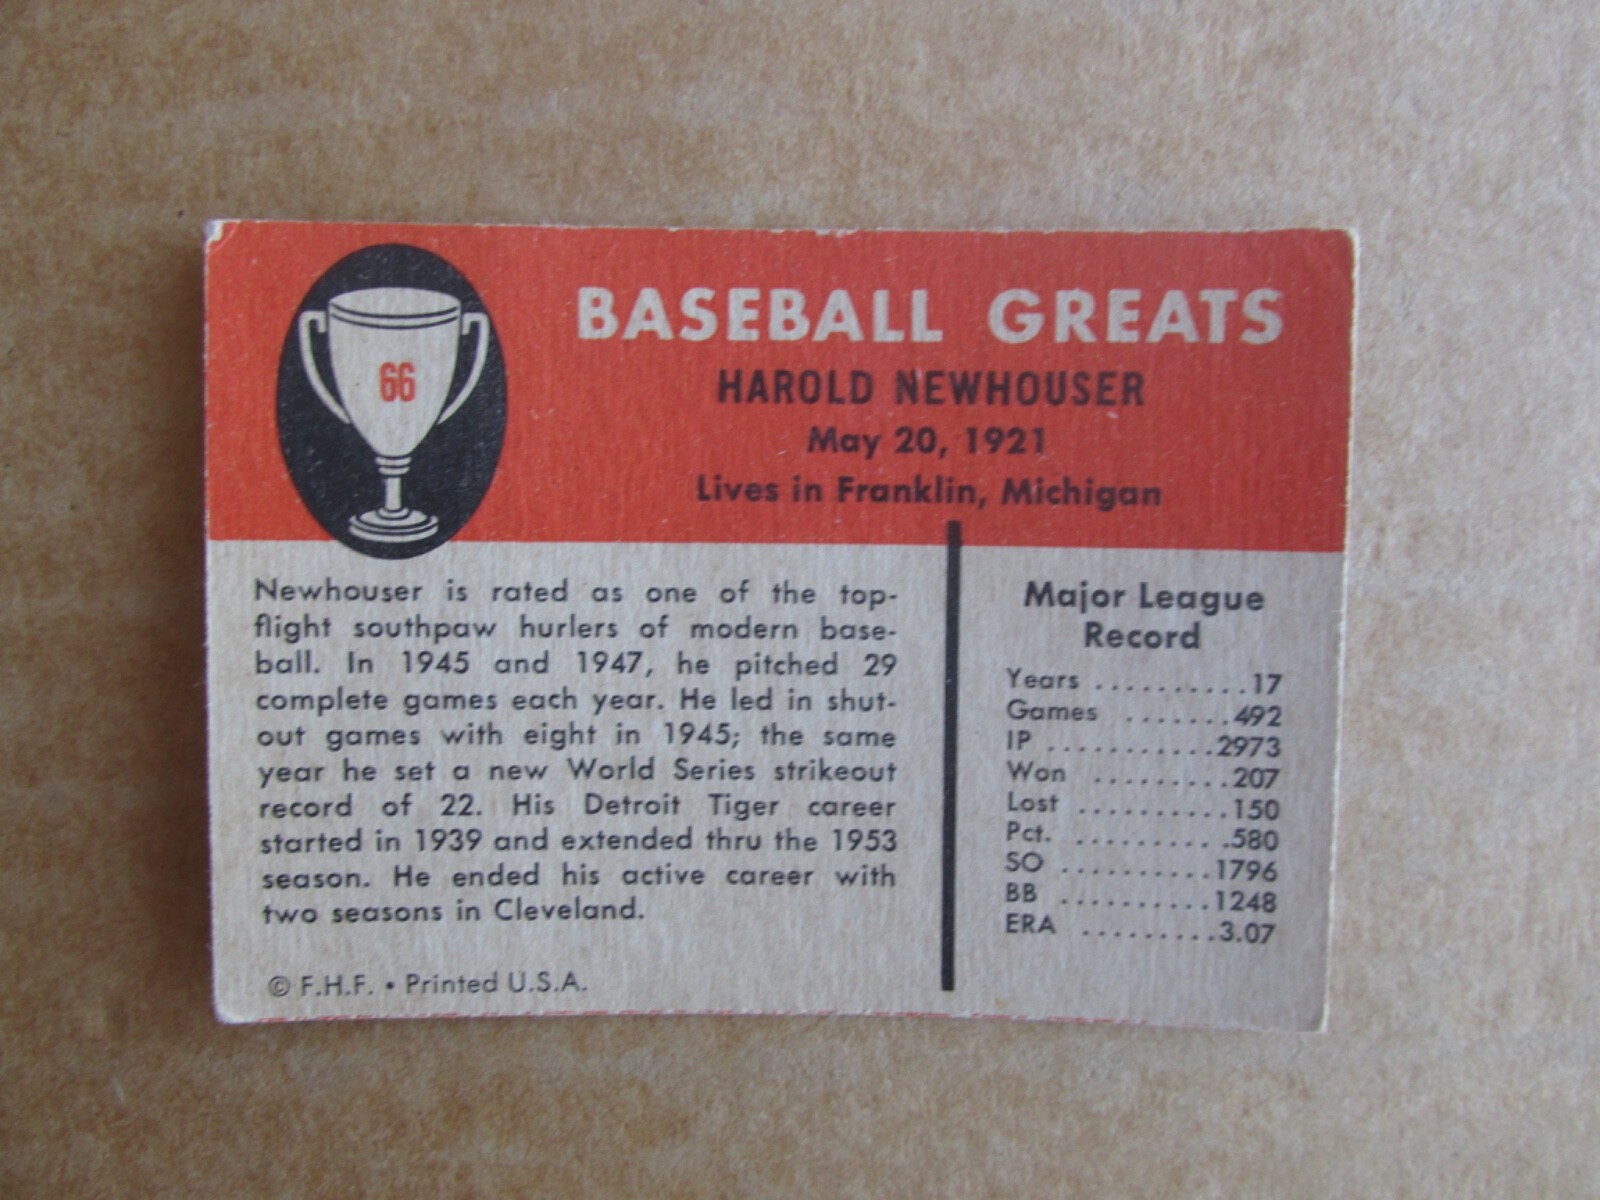 66
BASEBALL GREATS
HAROLD NEWHOUSER
May 20, 1921
Lives in Franklin, Michigan
Newhouser is rated as one of the top-
flight southpaw hurlers of modern base-
ball. In 1945 and 1947, he pitched 29
complete games each year. He led in shut-
out games with eight in 1945; the same
year he set a new World Series strikeout
record of 22. His Detroit Tiger career
started in 1939 and extended thru the 1953
season. He ended his active career with
two seasons in Cleveland.
© F.H.F. • Printed U.S.A.
Major League
Record
Years ..........17
Games .......492
IP ...........2973
Won .........207
Lost ..........150
Pct. ..........580
SO ..........1796
BB ..........1248
ERA .........3.07